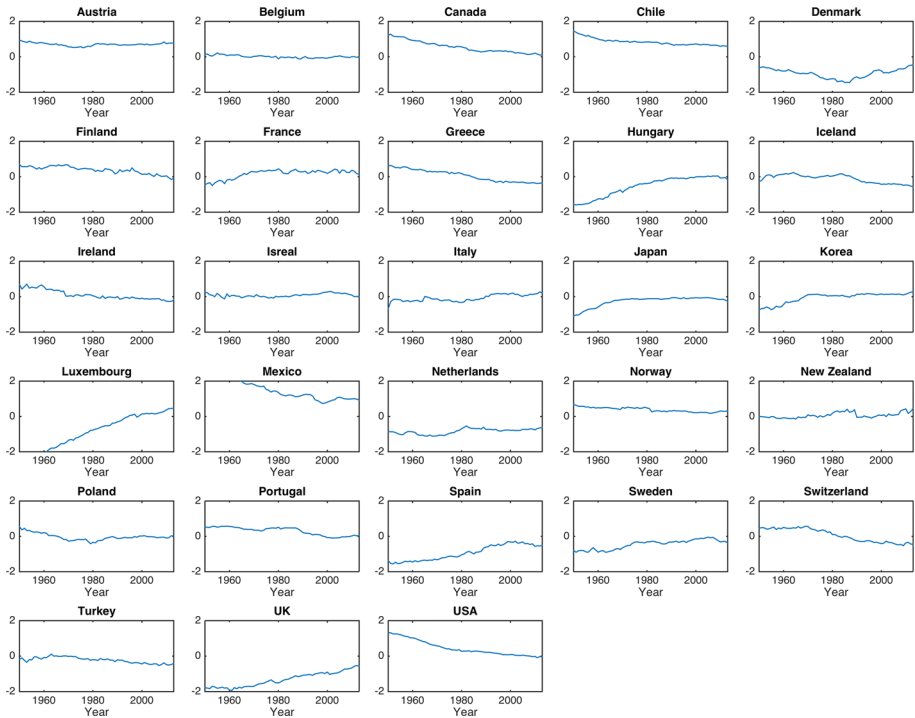 Austria Belgium Canada Chile Denmark
2 2 2 2 2
0 0 0 0 0
-2 -2 -2 -2 -2
1960 1980 2000 1960 1980 2000 1960 1980 2000 1960 1980 2000 1960 1980 2000
Year Year Year Year Year
Finland France Greece Hungary Iceland
2 2 2 2 2
0 0 0 0 0
-2 -2 -2 -2 -2
1960 1980 2000 1960 1980 2000 1960 1980 2000 1960 1980 2000 1960 1980 2000
Year Year Year Year Year
Ireland Isreal Italy Japan Korea
2 2 2 2 2
0 0 0 0 0
-2 -2 -2 -2 -2
1960 1980 2000 1960 1980 2000 1960 1980 2000 1960 1980 2000 1960 1980 2000
Year Year Year Year Year
Luxembourg Mexico Netherlands Norway New Zealand
2 2 2 2 2
0 0 0 0 0
-2 -2 -2 -2 -2
1960 1980 2000 1960 1980 2000 1960 1980 2000 1960 1980 2000 1960 1980 2000
Year Year Year Year Year
Poland Portugal Spain Sweden Switzerland
2 2 2 2 2
0 0 0 0 0
-2 -2 -2 -2 -2
1960 1980 2000 1960 1980 2000 1960 1980 2000 1960 1980 2000 1960 1980 2000
Year Year Year Year Year
Turkey UK USA
2 2 2
0 0 0
-2 -2 -2
1960 1980 2000 1960 1980 2000 1960 1980 2000
Year Year Year